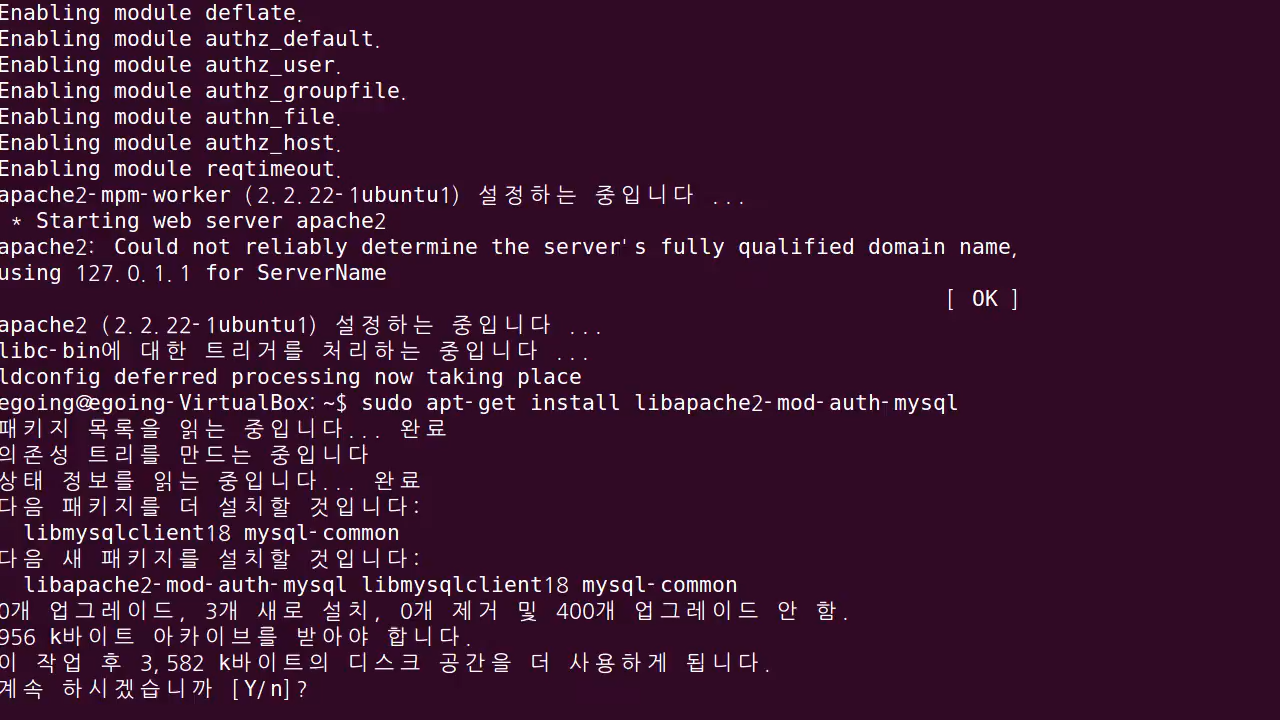 Enabling module deflate.
Enabling module authz_default.
Enabling module authz_user.
Enabling module authz_groupfile.
Enabling module authn_file.
Enabling module authz_host.
Enabling module reqtimeout.
apache2-mpm-worker (2.2.22-1ubuntu1) 설정하는 중입니다 ...
 * Starting web server apache2
apache2: Could not reliably determine the server's fully qualified domain name,
using 127.0.1.1 for ServerName
[ OK ]
apache2 (2.2.22-1ubuntu1) 설정하는 중입니다 ...
libc-bin에 대한 트리거를 처리하는 중입니다 ...
ldconfig deferred processing now taking place
egoing@egoing-VirtualBox:~$ sudo apt-get install libapache2-mod-auth-mysql
패키지 목록을 읽는 중입니다... 완료
의존성 트리를 만드는 중입니다
상태 정보를 읽는 중입니다... 완료
다음 패키지를 더 설치할 것입니다:
  libmysqlclient18 mysql-common
다음 새 패키지를 설치할 것입니다:
  libapache2-mod-auth-mysql libmysqlclient18 mysql-common
0개 업그레이드, 3개 새로 설치, 0개 제거 및 400개 업그레이드 안 함.
956 k바이트 아카이브를 받아야 합니다.
이 작업 후 3,582 k바이트의 디스크 공간을 더 사용하게 됩니다.
계속 하시겠습니까 [Y/n]?